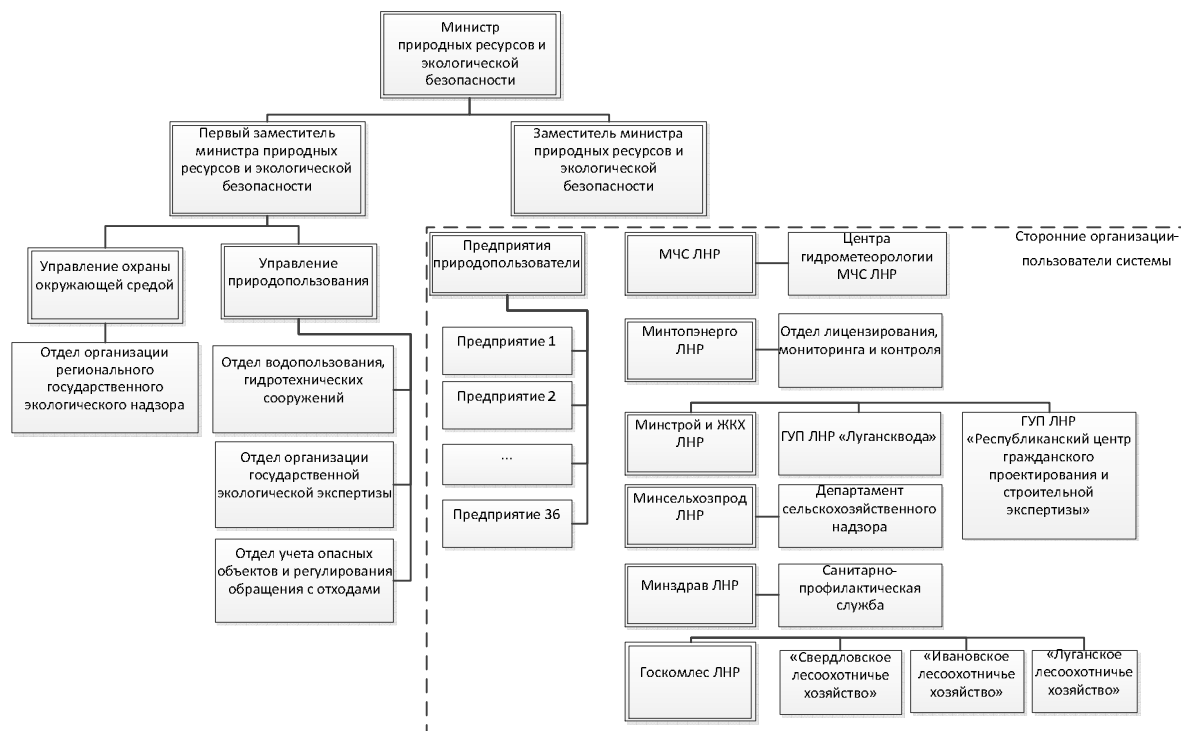 Министр
природных ресурсов и
экологической
безопасности
Первый заместитель
министра природных
ресурсов и экологической
безопасности
Заместитель министра
природных ресурсов и
экологической
безопасности
Управление охраны
окружающей средой
Управление
природопользования
Отдел организации
регионального
государственного
экологического надзора
Отдел водопользования,
гидротехнических
сооружений
Отдел организации
государственной
экологической экспертизы
Отдел учета опасных
объектов и регулирования
обращения с отходами
Предприятия
природопользователи
Предприятие 1
Предприятие 2
...
Предприятие 36
Сторонние организации-
пользователи системы
МЧС ЛНР
Центра
гидрометеорологии
МЧС ЛНР
Минтопэнерго
ЛНР
Отдел лицензирования,
мониторинга и контроля
Минстрой и ЖКХ
ЛНР
ГУП ЛНР «Лугансквода»
ГУП ЛНР
«Республиканский центр
гражданского
проектирования и
строительной
экспертизы»
Минсельхозпрод
ЛНР
Департамент
сельскохозяйственного
надзора
Минздрав ЛНР
Санитарно-
профилактическая
служба
Госкомлес ЛНР
«Свердловское
лесоохотничье
хозяйство»
«Ивановское
лесоохотничье
хозяйство»
«Луганское
лесоохотничье
хозяйство»